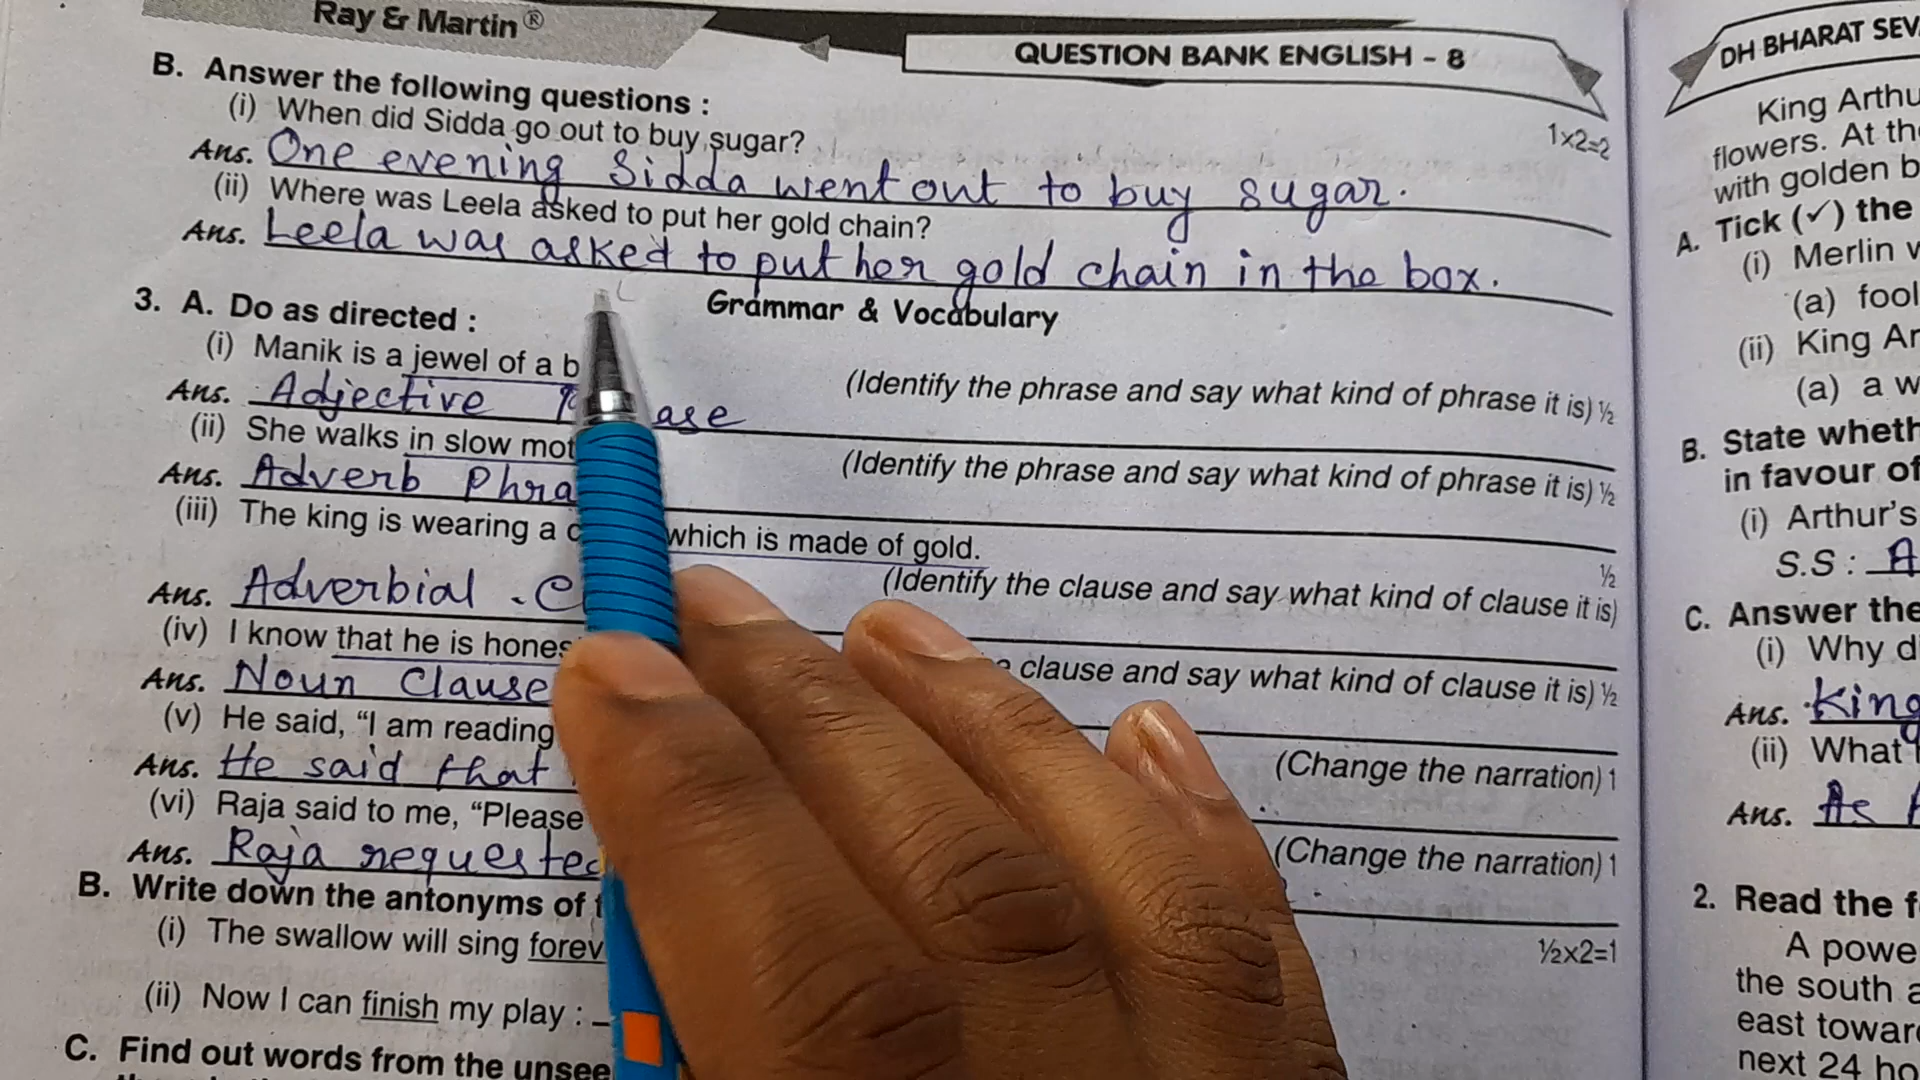 Ray & Martin®
QUESTION BANK ENGLISH - 8
B. Answer the following questions :
1×2=2
(i) When did Sidda go out to buy sugar?
Ans. One evening Sidda went out to buy sugar.
(ii) Where was Leela asked to put her gold chain?
Ans. Leela was asked to put her gold chain in the box.
Grammar & Vocabulary
3. A. Do as directed :
(i) Manik is a jewel of a b
(Identify the phrase and say what kind of phrase it is) ½
Ans. Adjective ase
(ii) She walks in slow mot
(Identify the phrase and say what kind of phrase it is) ½
Ans. Adverb Phra
(iii) The king is wearing a c which is made of gold.
½
(Identify the clause and say what kind of clause it is)
Ans. Adverbial . C
(iv) I know that he is hones
clause and say what kind of clause it is) ½
Ans. Noun Clause
(v) He said, “I am reading
(Change the narration) 1
Ans. He said that
(vi) Raja said to me, “Please
(Change the narration) 1
Ans. Raja requested
B. Write down the antonyms of t
½×2=1
(i) The swallow will sing forev
(ii) Now I can finish my play :
C. Find out words from the unsee
DH BHARAT SEV
King Arthu
flowers. At the
with golden b
A. Tick (✓) the
(i) Merlin w
(a) fool
(ii) King Ar
(a) a w
B. State wheth
in favour of
(i) Arthur's
S.S : A
C. Answer the
(i) Why d
Ans. King
(ii) What
Ans. As
2. Read the f
A powe
the south a
east toward
next 24 ho